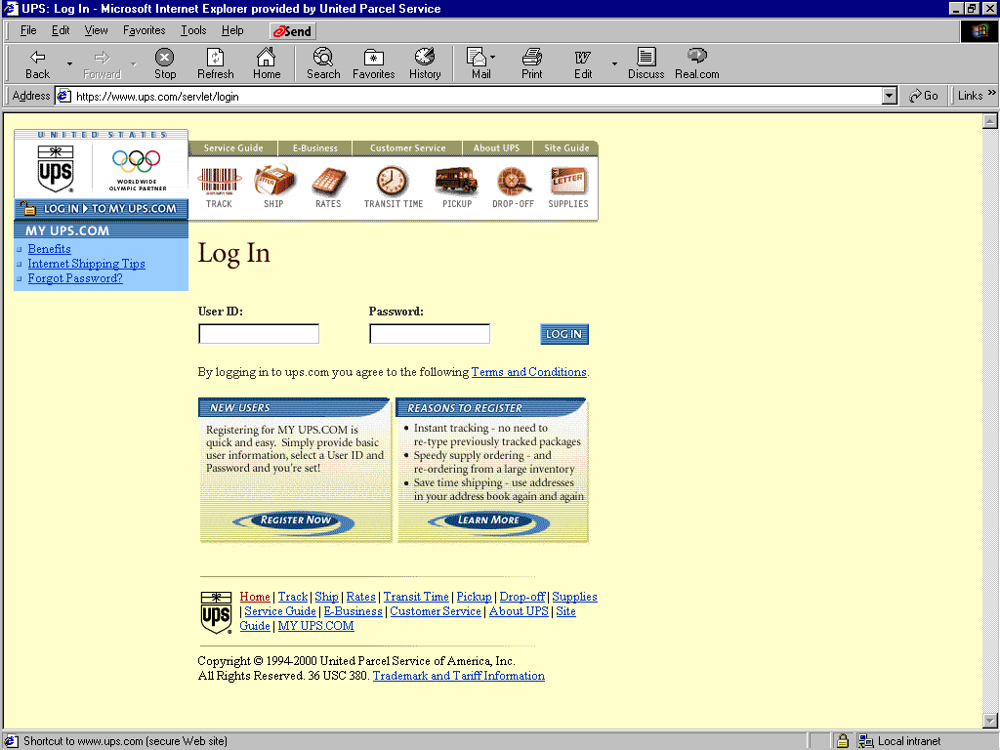 UPS: Log In - Microsoft Internet Explorer provided by United Parcel Service
File Edit View Favorites Tools Help eSend
Back Forward Stop Refresh Home Search Favorites History Mail Print Edit Discuss Real.com
Address https://www.ups.com/servlet/login Go Links »
UNITED STATES
ups
WORLDWIDE
OLYMPIC PARTNER
Service Guide E-Business Customer Service About UPS Site Guide
LETTER LETTER
TRACK SHIP RATES TRANSIT TIME PICKUP DROP-OFF SUPPLIES
LOG IN TO MY UPS.COM
MY UPS.COM
Benefits
Internet Shipping Tips
Forgot Password?
Log In
User ID: Password:
LOG IN
By logging in to ups.com you agree to the following Terms and Conditions.
NEW USERS
Registering for MY UPS.COM is
quick and easy. Simply provide basic
user information, select a User ID and
Password and you're set!
REGISTER NOW
REASONS TO REGISTER
• Instant tracking - no need to
re-type previously tracked packages
• Speedy supply ordering - and
re-ordering from a large inventory
• Save time shipping - use addresses
in your address book again and again
LEARN MORE
ups
Home | Track | Ship | Rates | Transit Time | Pickup | Drop-off | Supplies
| Service Guide | E-Business | Customer Service | About UPS | Site
Guide | MY UPS.COM
Copyright © 1994-2000 United Parcel Service of America, Inc.
All Rights Reserved. 36 USC 380. Trademark and Tariff Information
Shortcut to www.ups.com (secure Web site) Local intranet